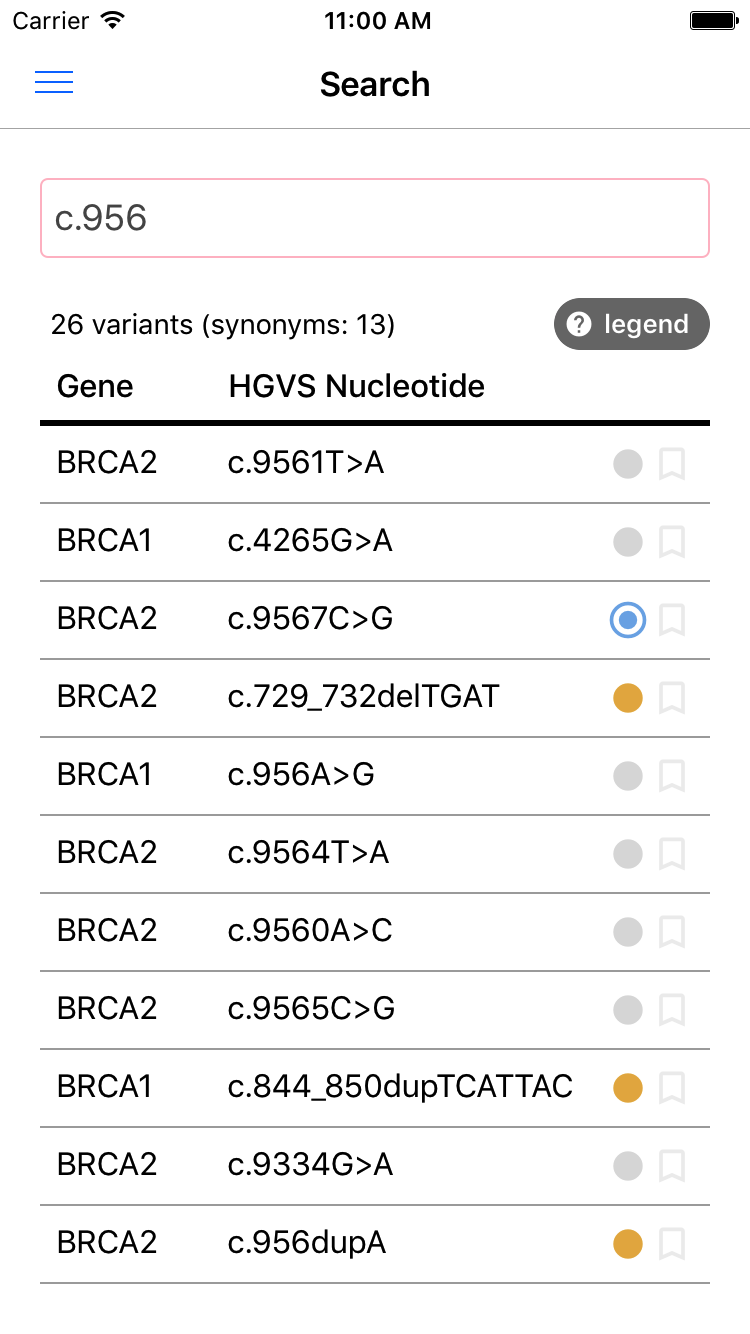 Carrier 11:00 AM
Search
c.956
26 variants (synonyms: 13) ? legend
Gene HGVS Nucleotide
BRCA2 c.9561T>A
BRCA1 c.4265G>A
BRCA2 c.9567C>G
BRCA2 c.729_732delTGAT
BRCA1 c.956A>G
BRCA2 c.9564T>A
BRCA2 c.9560A>C
BRCA2 c.9565C>G
BRCA1 c.844_850dupTCATTAC
BRCA2 c.9334G>A
BRCA2 c.956dupA